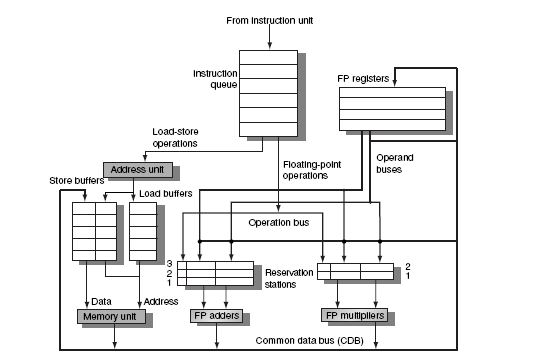 From instruction unit
Instruction
queue
FP registers
Load-store
operations
Address unit
Floating-point
operations
Operand
buses
Store buffers
Load buffers
Operation bus
3
2
1
Reservation
stations
2
1
Data
Address
Memory unit
FP adders
FP multipliers
Common data bus (CDB)